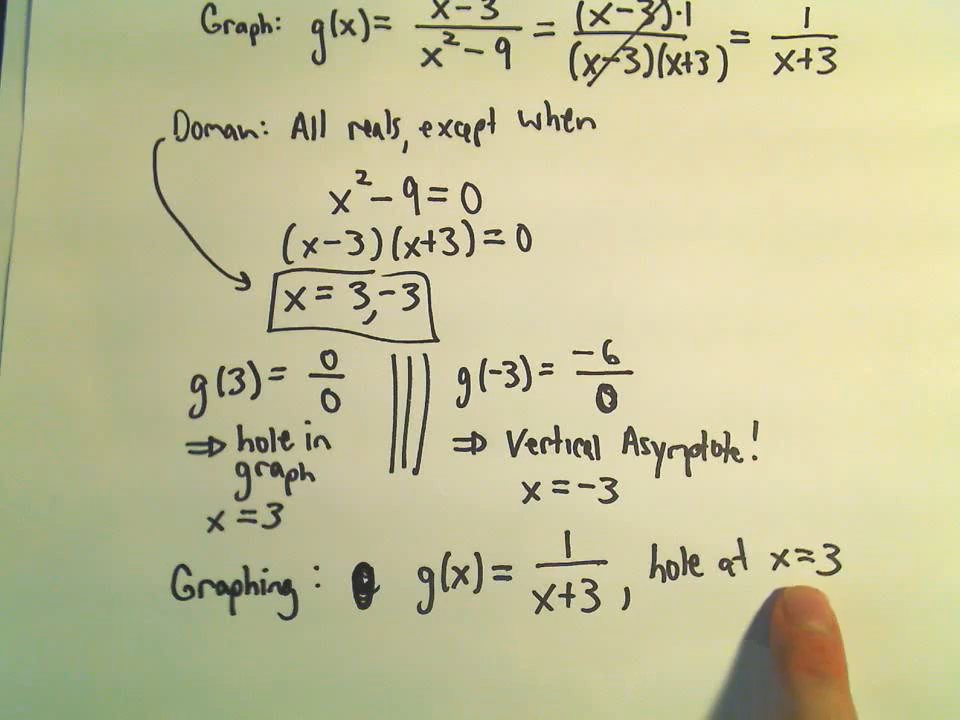 Graph: g(x) = x-3 / x² - 9 = (x-3)·1 / (x-3)(x+3) = 1 / x+3
Doman: All reals, except when
x² - 9 = 0
(x-3)(x+3) = 0
x = 3, -3
g(3) = 0/0
⇒ hole in
graph
x = 3
g(-3) = -6/0
⇒ Vertical Asymptote!
x = -3
Graphing: g(x) = 1 / x+3 , hole at x=3